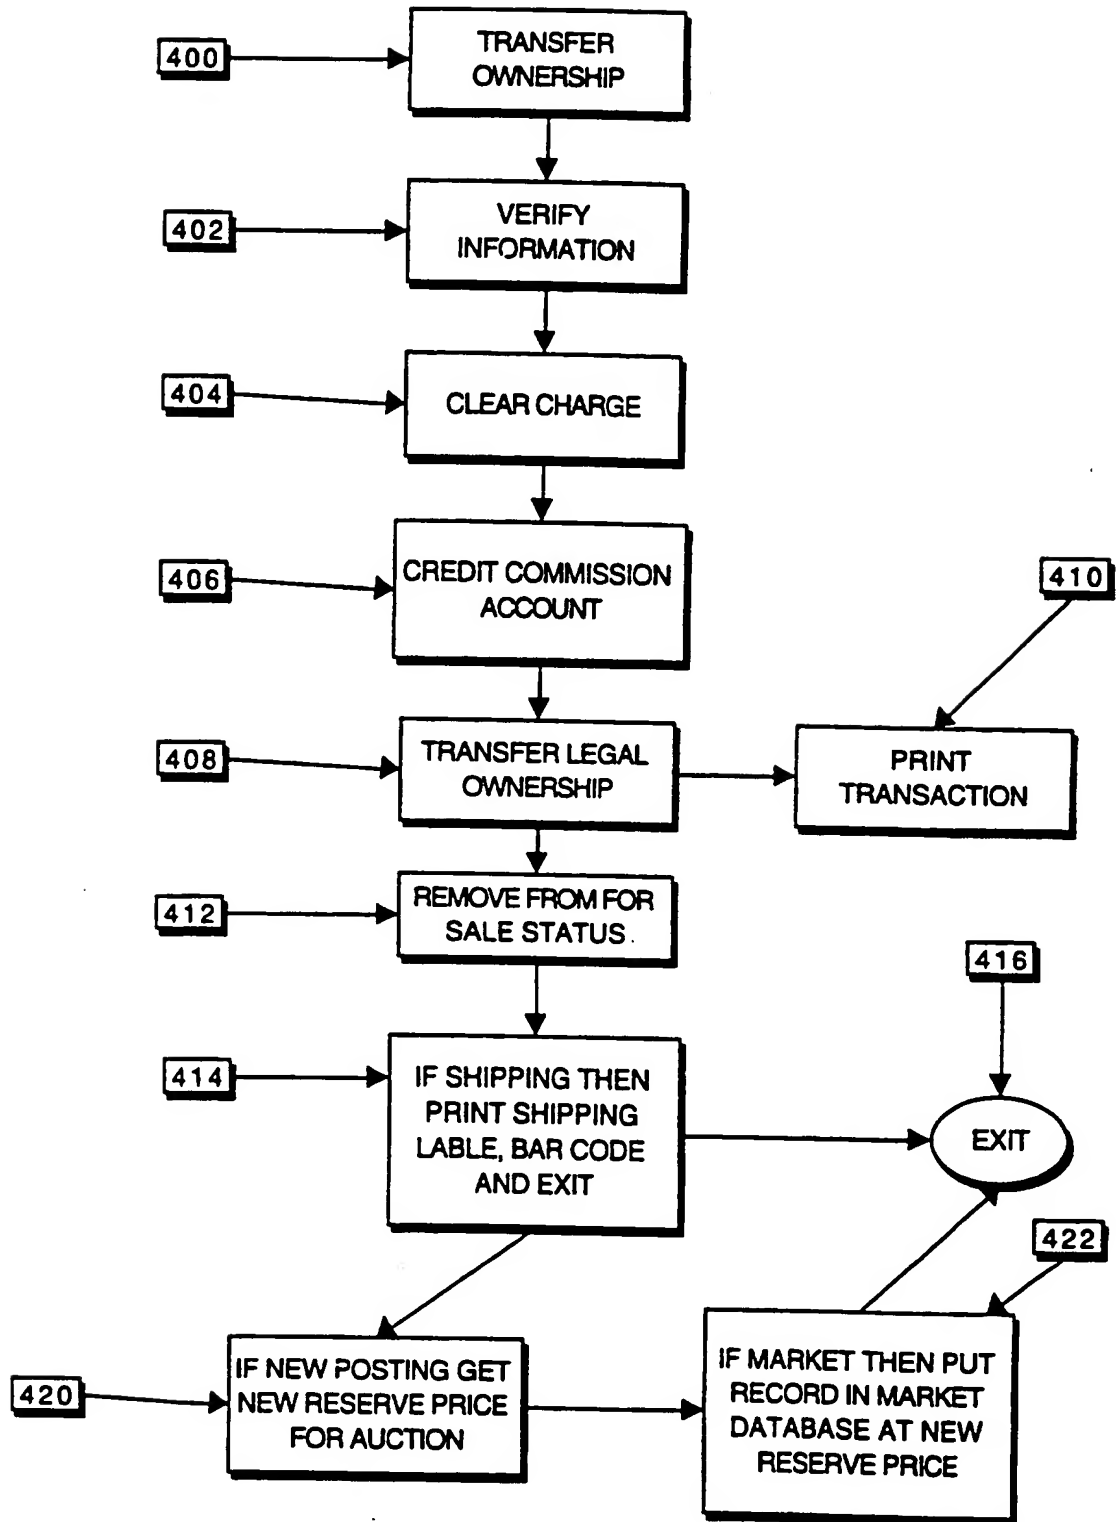 400
TRANSFER
OWNERSHIP
402
VERIFY
INFORMATION
404
CLEAR CHARGE
406
CREDIT COMMISSION
ACCOUNT
410
408
TRANSFER LEGAL
OWNERSHIP
PRINT
TRANSACTION
412
REMOVE FROM FOR
SALE STATUS
416
414
IF SHIPPING THEN
PRINT SHIPPING
LABLE, BAR CODE
AND EXIT
EXIT
422
420
IF NEW POSTING GET
NEW RESERVE PRICE
FOR AUCTION
IF MARKET THEN PUT
RECORD IN MARKET
DATABASE AT NEW
RESERVE PRICE